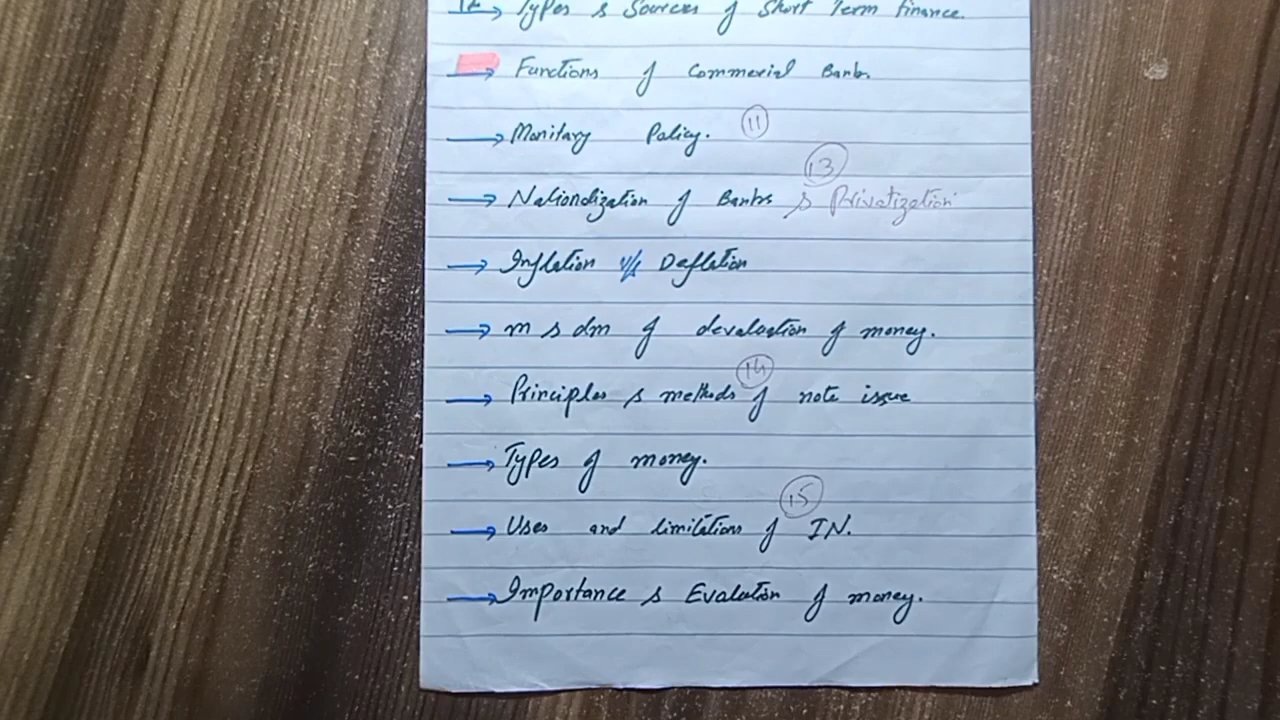 12 → Types & Sources of Short Term finance.
→ Functions of Commercial Bank.
→ Monitary Policy. (11)
→ Nationalization of Banks & Privatization (13)
→ Inflation v/s Deflation
→ m & dm of devaluation of money.
→ Principles & methods of note issue (14)
→ Types of money.
→ Uses and limitations of IN. (15)
→ Importance & Evalution of money.